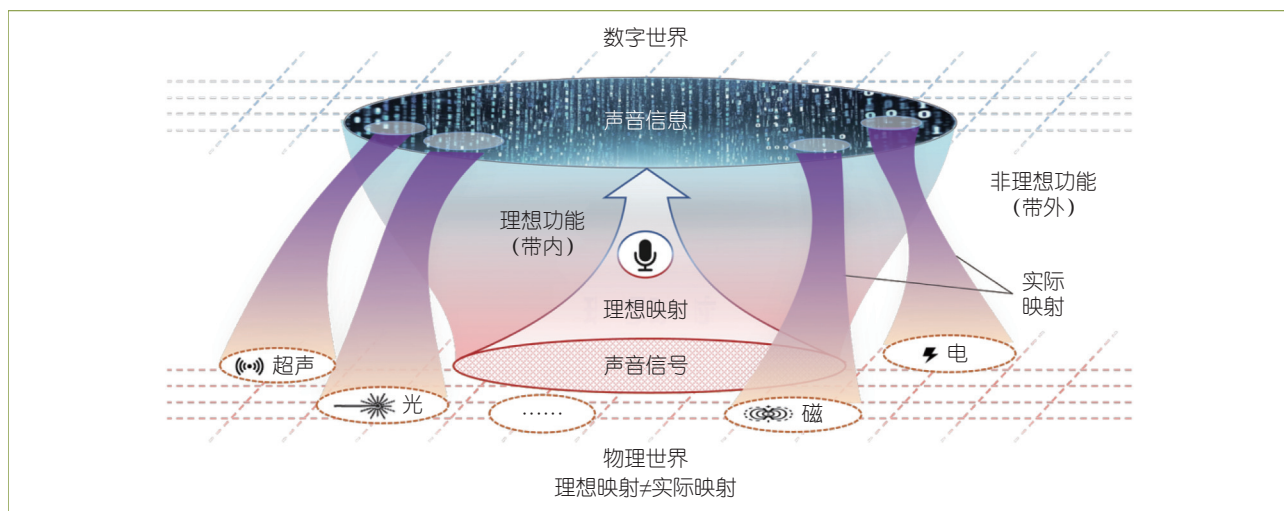 数字世界
声音信息
非理想功能
(带外)
理想功能
(带内)
实际
映射
理想映射
电
超声
声音信号
光
……
磁
物理世界
理想映射≠实际映射